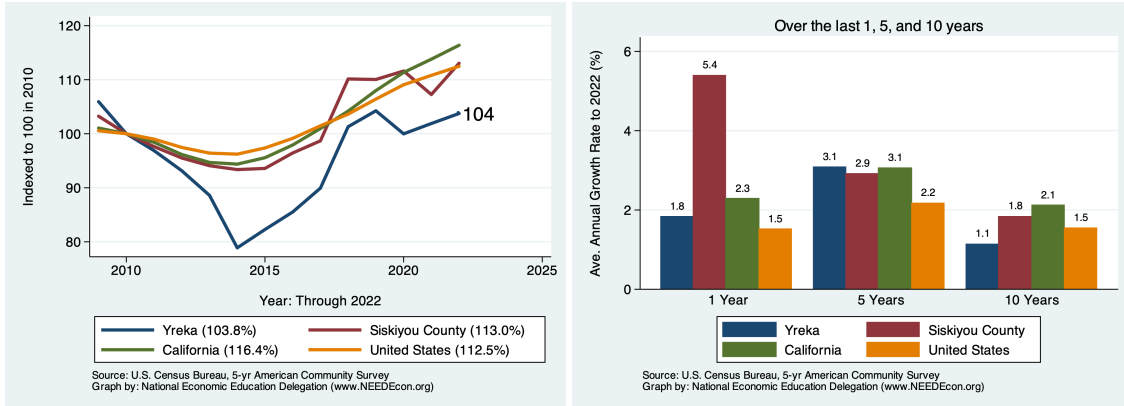 Indexed to 100 in 2010
120
110
100
90
80
104
2010
2015
2020
2025
Year: Through 2022
Yreka (103.8%)
Siskiyou County (113.0%)
California (116.4%)
United States (112.5%)
Source: U.S. Census Bureau, 5-yr American Community Survey
Graph by: National Economic Education Delegation (www.NEEDEcon.org)
Over the last 1, 5, and 10 years
Ave. Annual Growth Rate to 2022 (%)
6
4
2
0
1.8
5.4
2.3
1.5
3.1
2.9
3.1
2.2
1.1
1.8
2.1
1.5
1 Year
5 Years
10 Years
Yreka
Siskiyou County
California
United States
Source: U.S. Census Bureau, 5-yr American Community Survey
Graph by: National Economic Education Delegation (www.NEEDEcon.org)